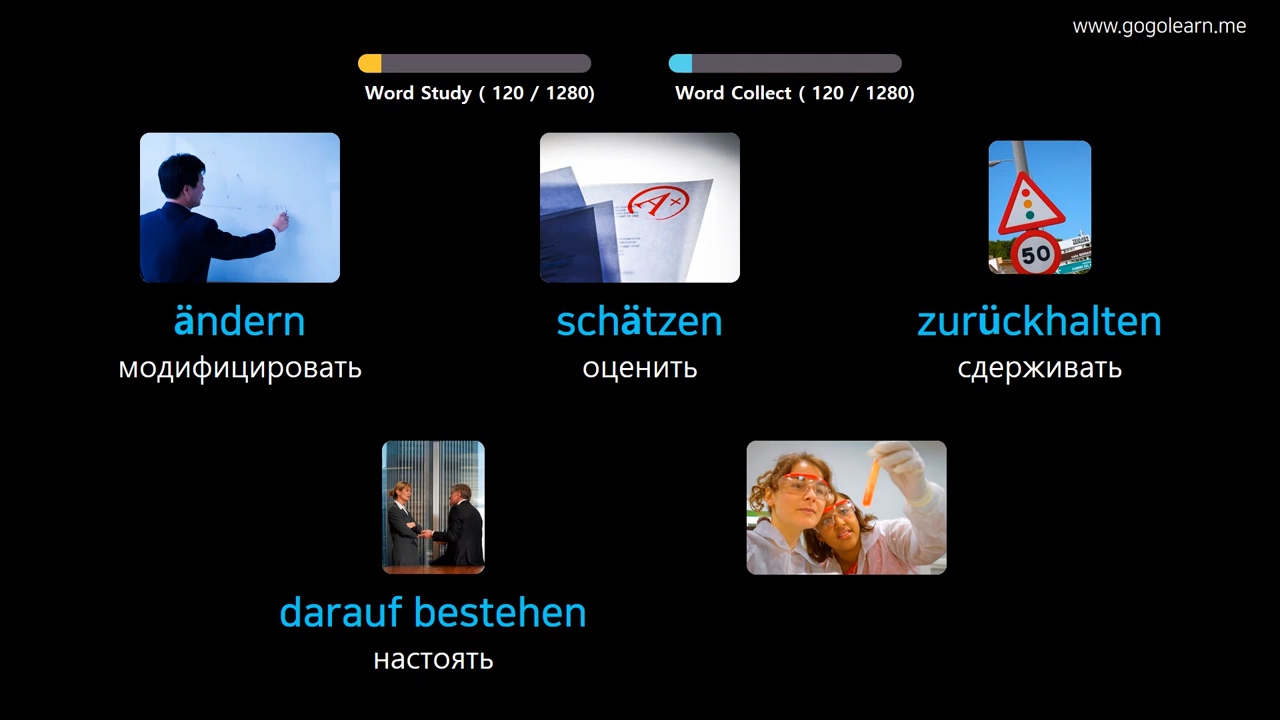 www.gogolearn.me
Word Study ( 120 / 1280)
Word Collect ( 120 / 1280)
A+
50
ändern
schätzen
zurückhalten
модифицировать
оценить
сдерживать
darauf bestehen
настоять